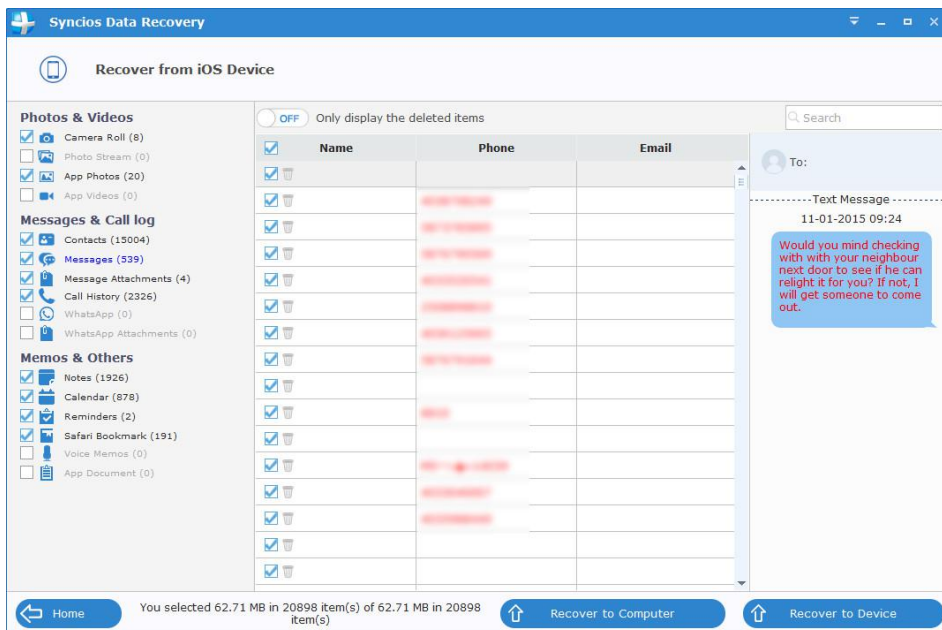 Syncios Data Recovery
Recover from iOS Device
Photos & Videos
Camera Roll (8)
Photo Stream (0)
App Photos (20)
App Videos (0)
Messages & Call log
Contacts (15004)
Messages (539)
Message Attachments (4)
Call History (2326)
WhatsApp (0)
WhatsApp Attachments (0)
Memos & Others
Notes (1926)
Calendar (878)
Reminders (2)
Safari Bookmark (191)
Voice Memos (0)
App Document (0)
OFF Only display the deleted items
Name Phone Email
Search
To:
Text Message
11-01-2015 09:24
Would you mind checking
with with your neighbour
next door to see if he can
relight it for you? If not, I
will get someone to come
out.
Home
You selected 62.71 MB in 20898 item(s) of 62.71 MB in 20898
item(s)
Recover to Computer
Recover to Device